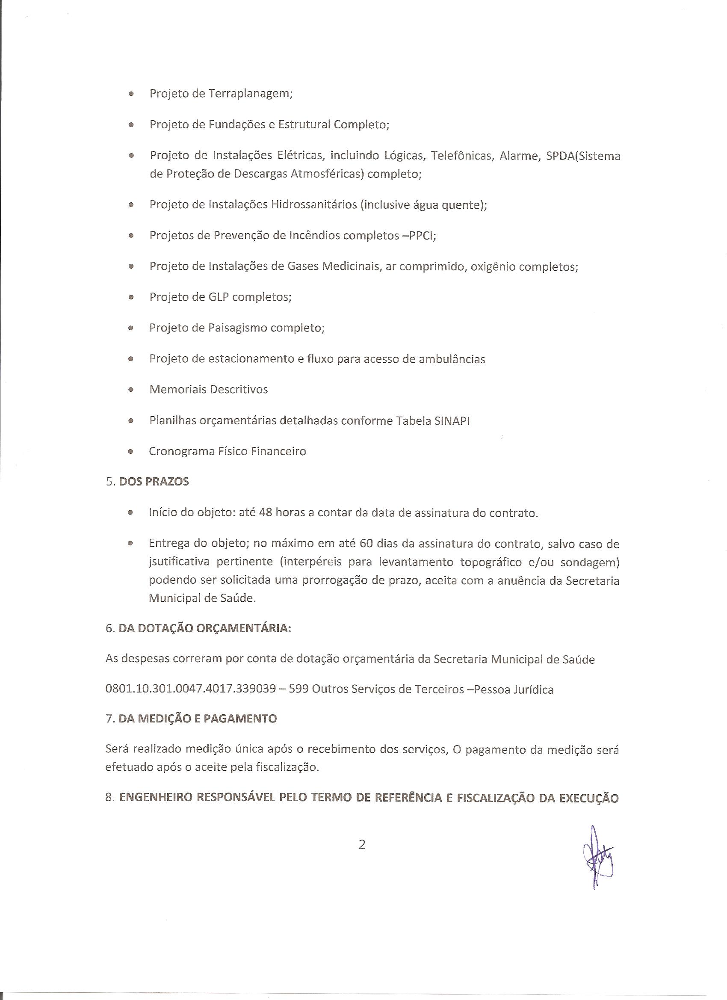 • Projeto de Terraplanagem;
• Projeto de Fundações e Estrutural Completo;
• Projeto de Instalações Elétricas, incluindo Lógicas, Telefônicas, Alarme, SPDA(Sistema
de Proteção de Descargas Atmosféricas) completo;
• Projeto de Instalações Hidrossanitários (inclusive água quente);
• Projetos de Prevenção de Incêndios completos –PPCI;
• Projeto de Instalações de Gases Medicinais, ar comprimido, oxigênio completos;
• Projeto de GLP completos;
• Projeto de Paisagismo completo;
• Projeto de estacionamento e fluxo para acesso de ambulâncias
• Memoriais Descritivos
• Planilhas orçamentárias detalhadas conforme Tabela SINAPI
• Cronograma Físico Financeiro
5. DOS PRAZOS
• Início do objeto: até 48 horas a contar da data de assinatura do contrato.
• Entrega do objeto; no máximo em até 60 dias da assinatura do contrato, salvo caso de
jsutificativa pertinente (interpéreis para levantamento topográfico e/ou sondagem)
podendo ser solicitada uma prorrogação de prazo, aceita com a anuência da Secretaria
Municipal de Saúde.
6. DA DOTAÇÃO ORÇAMENTÁRIA:
As despesas correram por conta de dotação orçamentária da Secretaria Municipal de Saúde
0801.10.301.0047.4017.339039 – 599 Outros Serviços de Terceiros –Pessoa Jurídica
7. DA MEDIÇÃO E PAGAMENTO
Será realizado medição única após o recebimento dos serviços, O pagamento da medição será
efetuado após o aceite pela fiscalização.
8. ENGENHEIRO RESPONSÁVEL PELO TERMO DE REFERÊNCIA E FISCALIZAÇÃO DA EXECUÇÃO
2